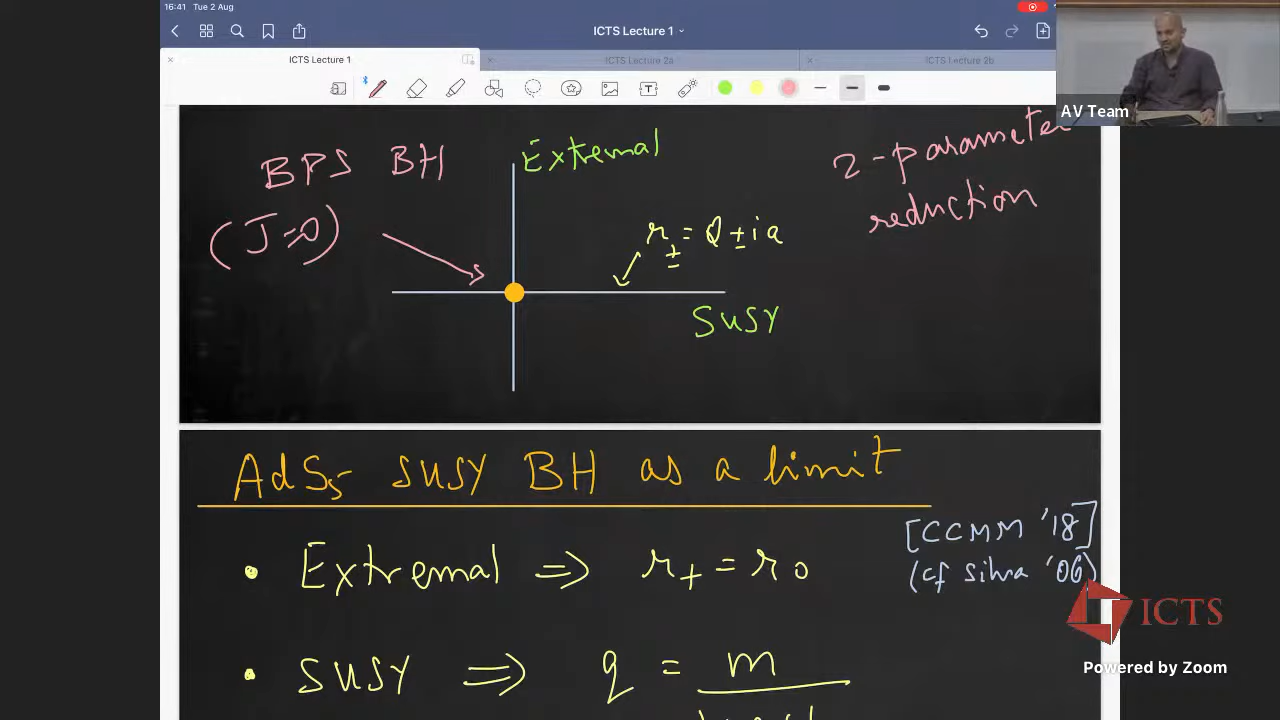 16:41 Tue 2 Aug
ICTS Lecture 1
ICTS Lecture 1
ICTS Lecture 2a
ICTS Lecture 2b
AV Team
Extremal
BPS BH
(J=0)
2-parameter
reduction
r± = Q ± ia
SUSY
AdS5 SUSY BH as a limit
[CCMM '18]
(cf Silva '06)
• Extremal ⇒ r+ = r0
• SUSY ⇒ q = m
ICTS
Powered by Zoom